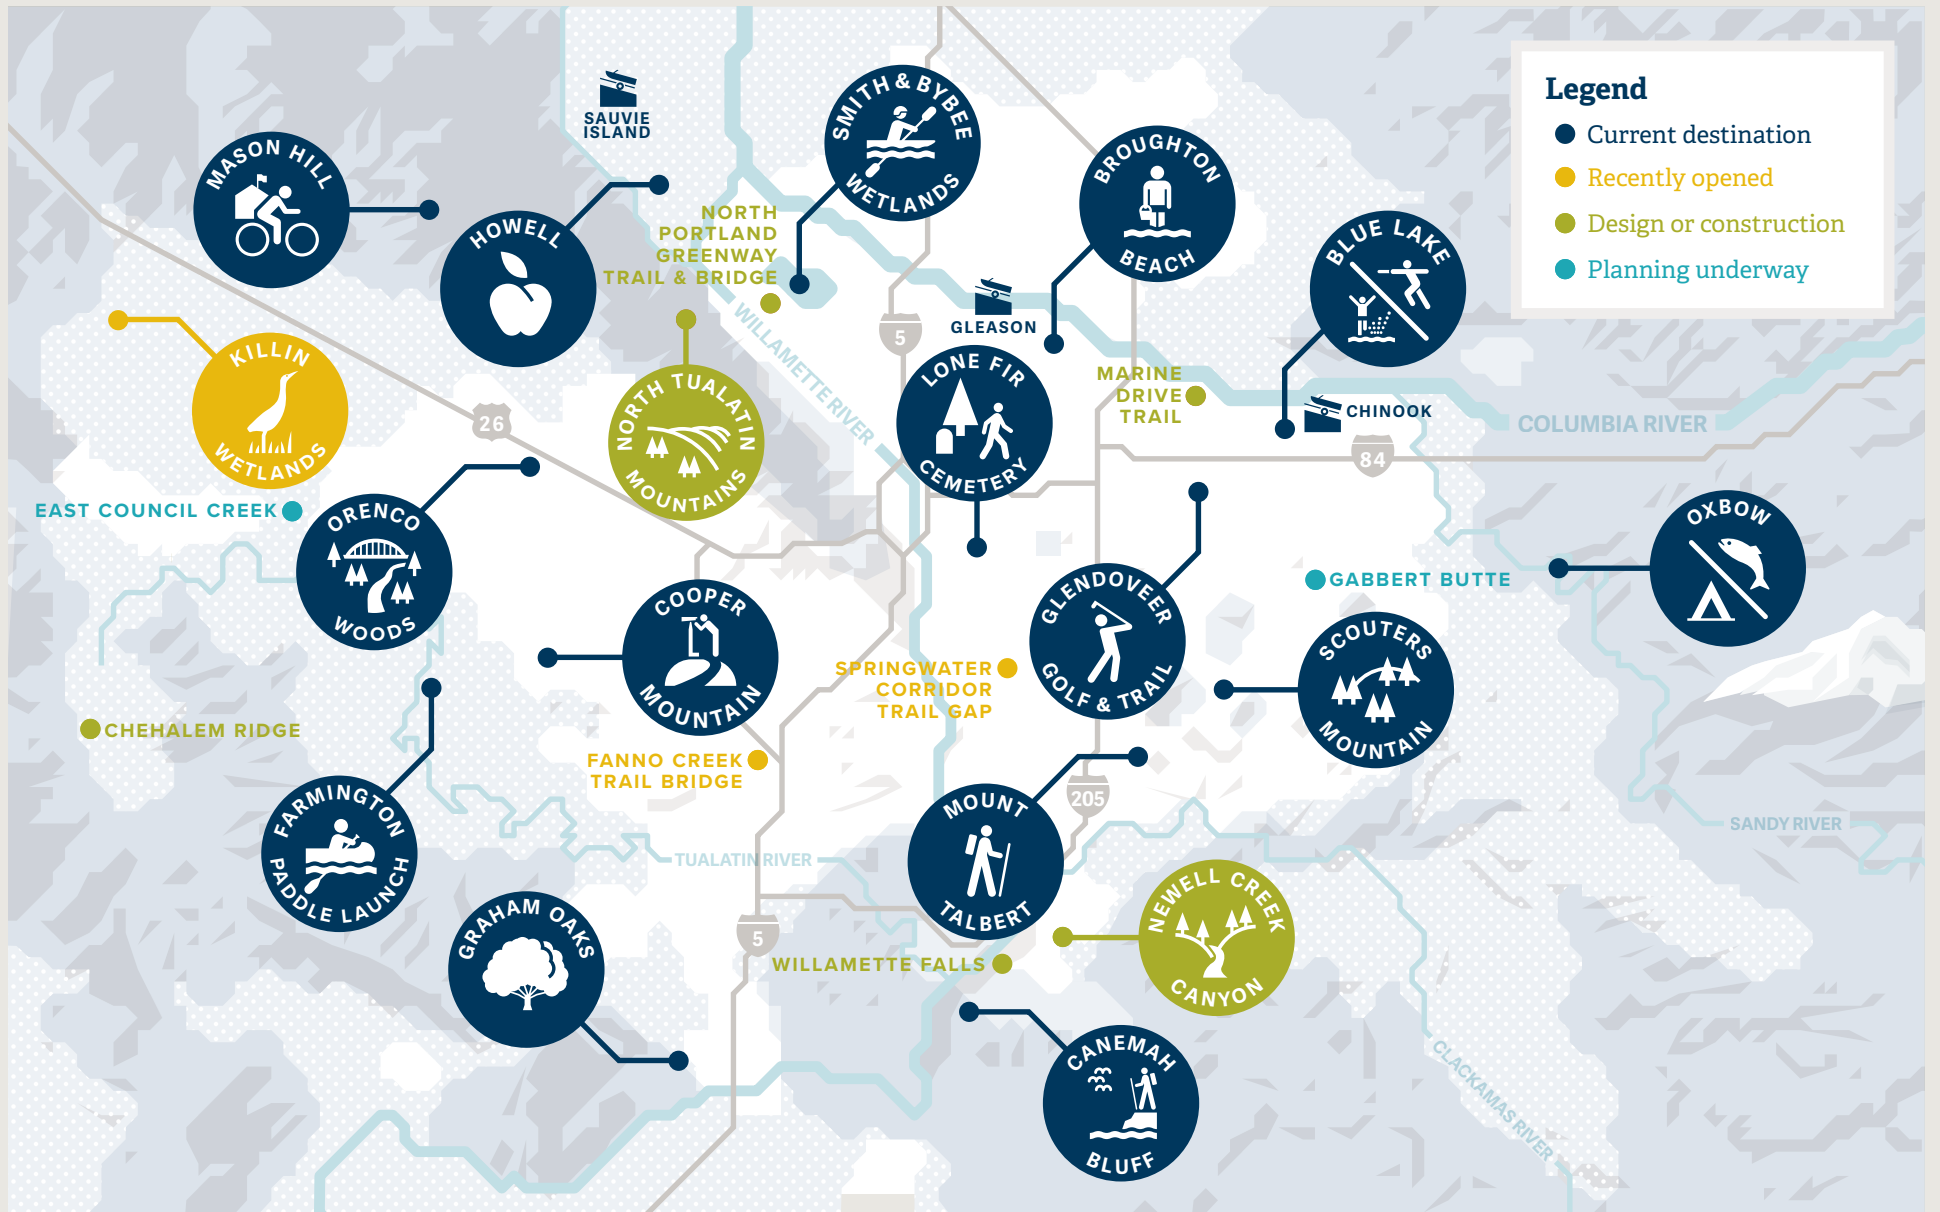 Legend
Current destination
Recently opened
Design or construction
Planning underway
SAUVIE
ISLAND
SMITH & BYBEE
WETLANDS
MASON HILL
BROUGHTON
BEACH
HOWELL
NORTH
PORTLAND
GREENWAY
TRAIL & BRIDGE
BLUE LAKE
GLEASON
5
KILLIN
WETLANDS
WILLAMETTE RIVER
LONE FIR
CEMETERY
NORTH TUALATIN
MOUNTAINS
MARINE
DRIVE
TRAIL
CHINOOK
COLUMBIA RIVER
26
84
EAST COUNCIL CREEK
ORENCO
WOODS
OXBOW
COOPER
MOUNTAIN
GLENDOVEER
GOLF & TRAIL
GABBERT BUTTE
SCOUTERS
MOUNTAIN
SPRINGWATER
CORRIDOR
TRAIL GAP
CHEHALEM RIDGE
FANNO CREEK
TRAIL BRIDGE
205
FARMINGTON
PADDLE LAUNCH
MOUNT
TALBERT
SANDY RIVER
TUALATIN RIVER
NEWELL CREEK
CANYON
GRAHAM OAKS
5
WILLAMETTE FALLS
CANEMAH
BLUFF
CLACKAMAS RIVER